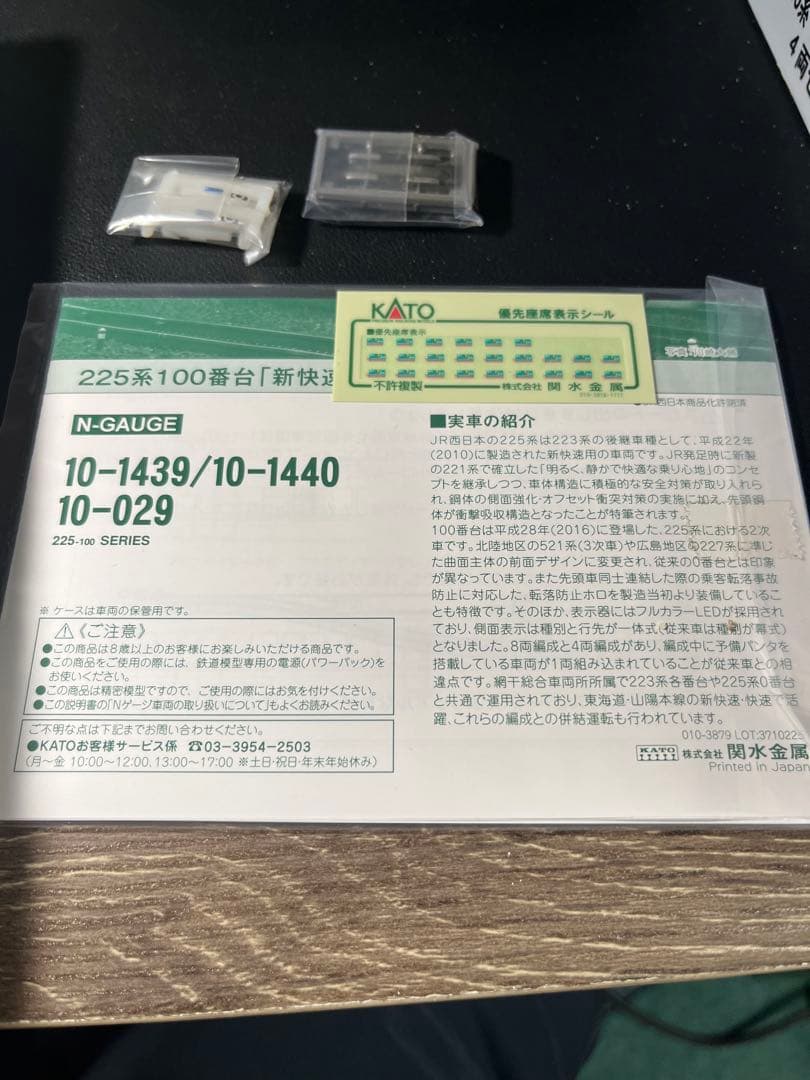 4両セ
KATO
優先座席表示シール
■優先座席表示
不許複製
株式会社 関水金属
225系100番台「新快速
N-GAUGE
10-1439/10-1440
10-029
225-100 SERIES
※ ケースは車両の保管用です。
⚠《ご注意》
●この商品は8歳以上のお客様にお楽しみいただける商品です。
●この商品をご使用の際には、鉄道模型専用の電源(パワーパック)を
お使いください。
●この商品は精密模型ですので、ご使用の際にはお気を付けください。
●この説明書の「Nゲージ車両の取り扱いについて」もよくお読みください。
ご不明な点は下記までお問い合わせください。
●KATOお客様サービス係 ☎03-3954-2503
(月〜金 10:00〜12:00、13:00〜17:00 ※土日・祝日・年末年始休み)
西日本商品化許諾済
■実車の紹介
JR西日本の225系は223系の後継車種として、平成22年
(2010)に製造された新快速用の車両です。JR発足時に新製
の221系で確立した「明るく、静かで快適な乗り心地」のコンセ
プトを継承しつつ、車体構造に積極的な安全対策が取り入れら
れ、鋼体の側面強化・オフセット衝突対策の実施に加え、先頭鋼
体が衝撃吸収構造となったことが特筆されます。
100番台は平成28年(2016)に登場した、225系における2次
車です。北陸地区の521系(3次車)や広島地区の227系に準じ
た曲面主体の前面デザインに変更され、従来の0番台とは印象
が異なっています。また先頭車同士連結した際の乗客転落事故
防止に対応した、転落防止ホロを製造当初より装備しているこ
とも特徴です。そのほか、表示器にはフルカラーLEDが採用され
ており、側面表示は種別と行先が一体式(従来車は種別が幕式)
となりました。8両編成と4両編成があり、編成中に予備パンタを
搭載している車両が1両組み込まれていることが従来車との相
違点です。網干総合車両所所属で223系各番台や225系0番台
と共通で運用されており、東海道・山陽本線の新快速・快速で活
躍、これらの編成との併結運転も行われています。
010-3879 LOT:3710225
KATO 株式会社 関水金属
Printed in Japan